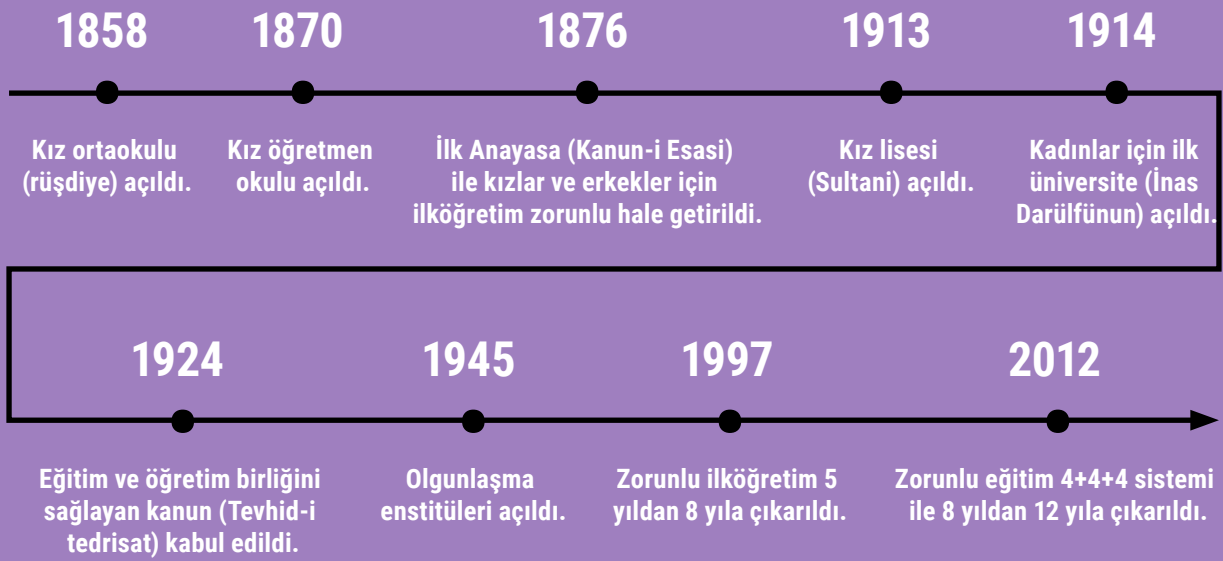 1858
1870
1876
1913
1914
Kız ortaokulu
(rüşdiye) açıldı.
Kız öğretmen
okulu açıldı.
İlk Anayasa (Kanun-i Esasi)
ile kızlar ve erkekler için
ilköğretim zorunlu hale getirildi.
Kız lisesi
(Sultani) açıldı.
Kadınlar için ilk
üniversite (İnas
Darülfünun) açıldı.
1924
1945
1997
2012
Eğitim ve öğretim birliğini
sağlayan kanun (Tevhid-i
tedrisat) kabul edildi.
Olgunlaşma
enstitüleri açıldı.
Zorunlu ilköğretim 5
yıldan 8 yıla çıkarıldı.
Zorunlu eğitim 4+4+4 sistemi
ile 8 yıldan 12 yıla çıkarıldı.